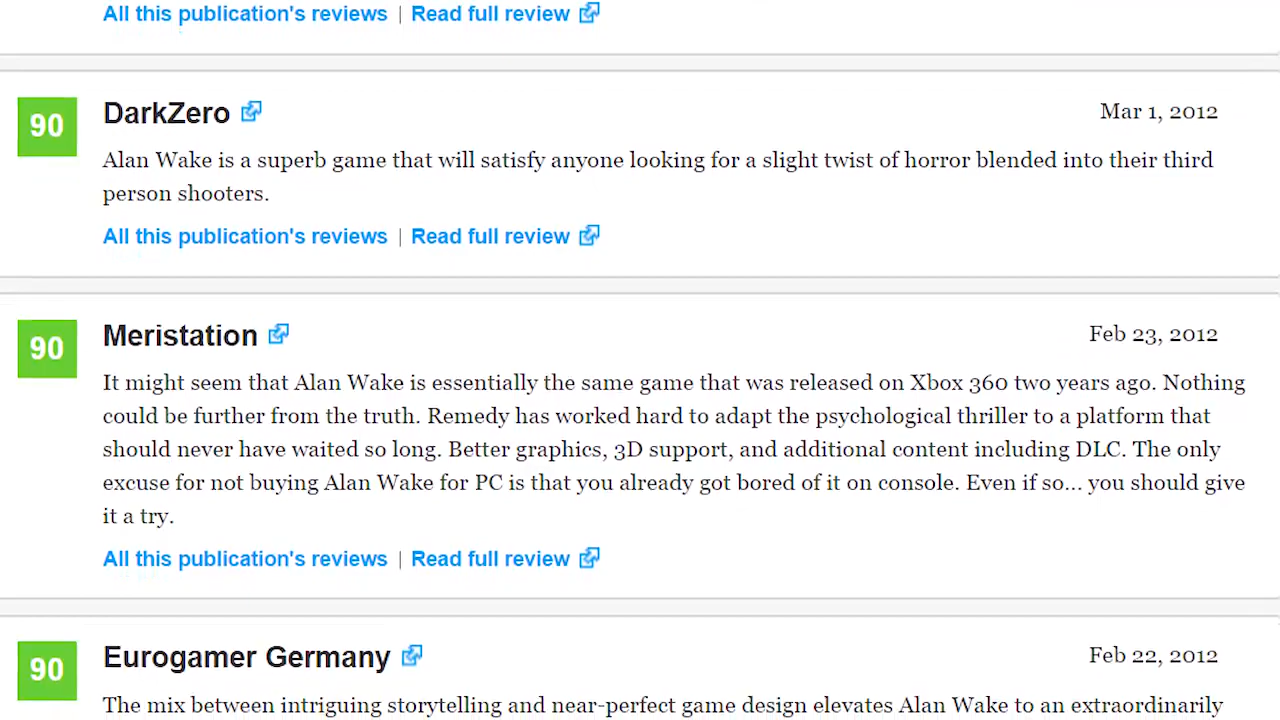 All this publication's reviews | Read full review
90
DarkZero
Mar 1, 2012
Alan Wake is a superb game that will satisfy anyone looking for a slight twist of horror blended into their third
person shooters.
All this publication's reviews | Read full review
90
Meristation
Feb 23, 2012
It might seem that Alan Wake is essentially the same game that was released on Xbox 360 two years ago. Nothing
could be further from the truth. Remedy has worked hard to adapt the psychological thriller to a platform that
should never have waited so long. Better graphics, 3D support, and additional content including DLC. The only
excuse for not buying Alan Wake for PC is that you already got bored of it on console. Even if so... you should give
it a try.
All this publication's reviews | Read full review
90
Eurogamer Germany
Feb 22, 2012
The mix between intriguing storytelling and near-perfect game design elevates Alan Wake to an extraordinarily